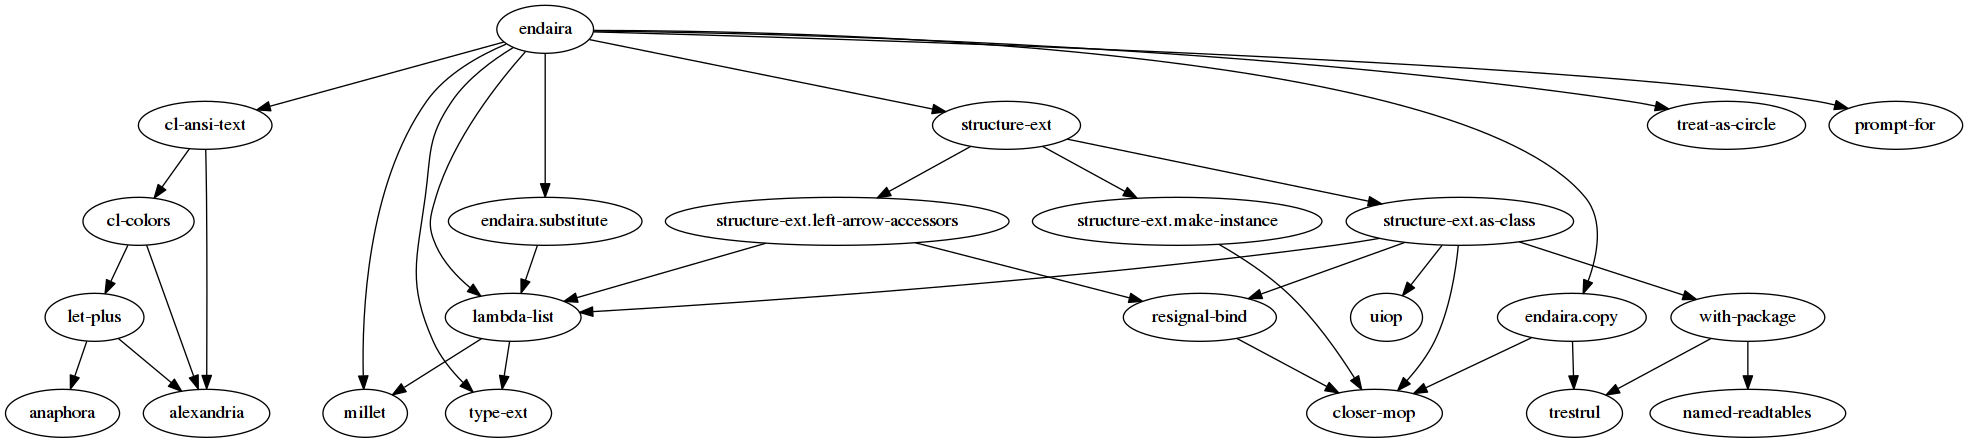 endaira
cl-ansi-text
structure-ext
treat-as-circle
prompt-for
cl-colors
endaira.substitute
structure-ext.left-arrow-accessors
structure-ext.make-instance
structure-ext.as-class
let-plus
lambda-list
resignal-bind
uiop
endaira.copy
with-package
anaphora
alexandria
millet
type-ext
closer-mop
trestrul
named-readtables